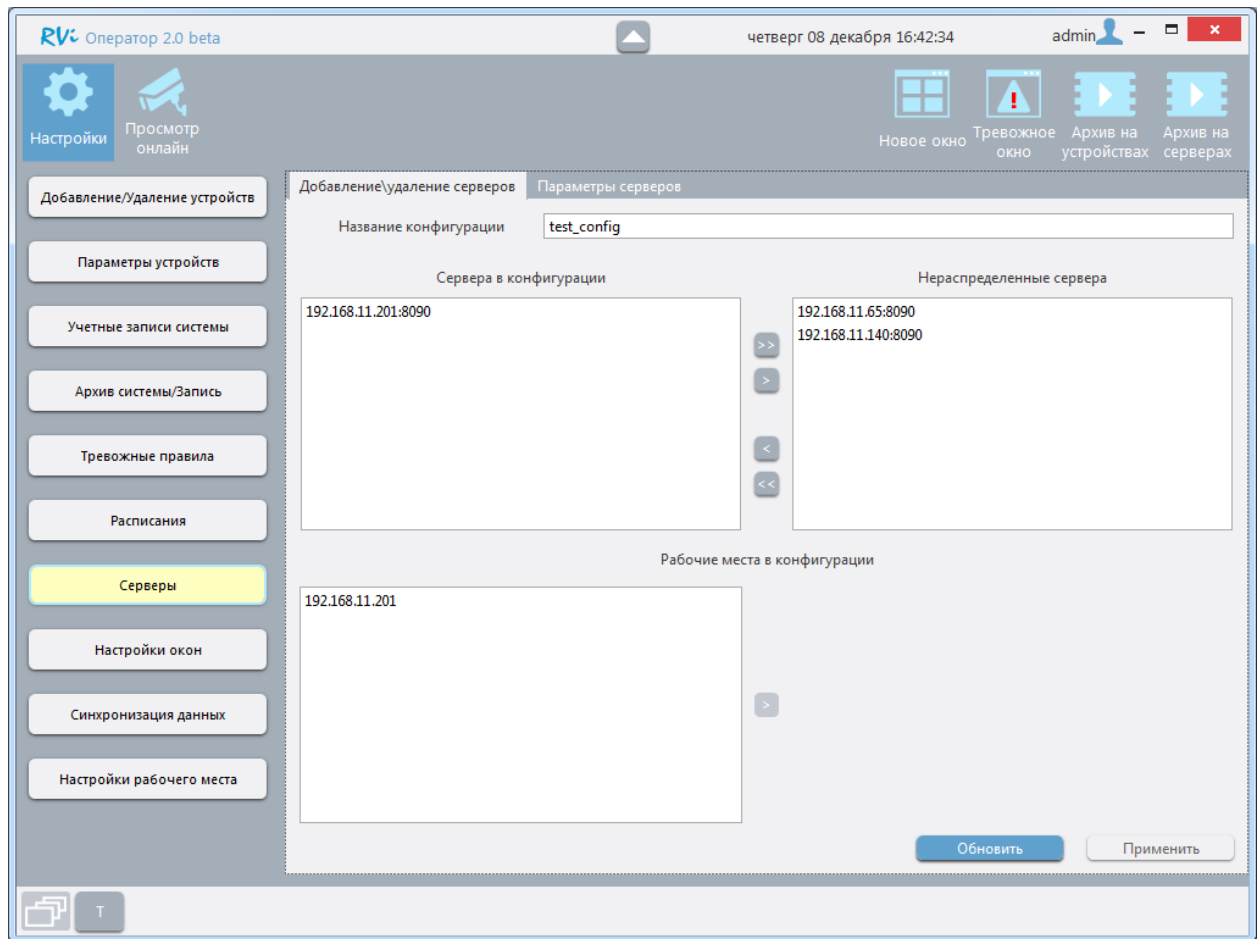 RVi Оператор 2.0 beta
четверг 08 декабря 16:42:34
admin
Настройки
Просмотр
онлайн
Новое окно
Тревожное
окно
Архив на
устройствах
Архив на
серверах
Добавление/Удаление устройств
Параметры устройств
Учетные записи системы
Архив системы/Запись
Тревожные правила
Расписания
Серверы
Настройки окон
Синхронизация данных
Настройки рабочего места
Добавление\удаление серверов
Параметры серверов
Название конфигурации
test_config
Сервера в конфигурации
Нераспределенные сервера
192.168.11.201:8090
192.168.11.65:8090
192.168.11.140:8090
>>
>
<
<<
Рабочие места в конфигурации
192.168.11.201
>
Обновить
Применить
T